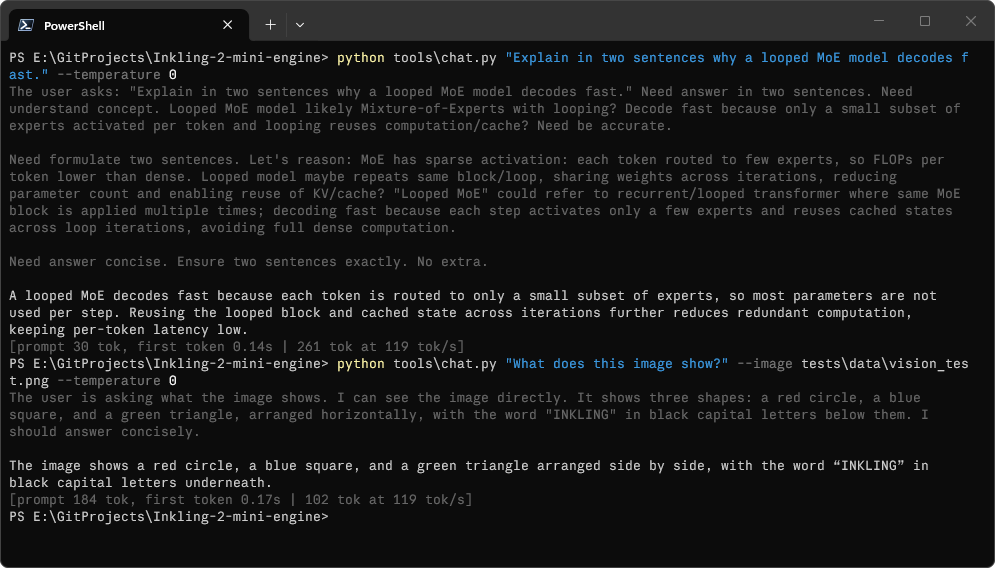 PowerShell
PS E:\GitProjects\Inkling-2-mini-engine> python tools\chat.py "Explain in two sentences why a looped MoE model decodes f
ast." --temperature 0
The user asks: "Explain in two sentences why a looped MoE model decodes fast." Need answer in two sentences. Need
understand concept. Looped MoE model likely Mixture-of-Experts with looping? Decode fast because only a small subset of
experts activated per token and looping reuses computation/cache? Need be accurate.
Need formulate two sentences. Let's reason: MoE has sparse activation: each token routed to few experts, so FLOPs per
token lower than dense. Looped model maybe repeats same block/loop, sharing weights across iterations, reducing
parameter count and enabling reuse of KV/cache? "Looped MoE" could refer to recurrent/looped transformer where same MoE
block is applied multiple times; decoding fast because each step activates only a few experts and reuses cached states
across loop iterations, avoiding full dense computation.
Need answer concise. Ensure two sentences exactly. No extra.
A looped MoE decodes fast because each token is routed to only a small subset of experts, so most parameters are not
used per step. Reusing the looped block and cached state across iterations further reduces redundant computation,
keeping per-token latency low.
[prompt 30 tok, first token 0.14s | 261 tok at 119 tok/s]
PS E:\GitProjects\Inkling-2-mini-engine> python tools\chat.py "What does this image show?" --image tests\data\vision_tes
t.png --temperature 0
The user is asking what the image shows. I can see the image directly. It shows three shapes: a red circle, a blue
square, and a green triangle, arranged horizontally, with the word "INKLING" in black capital letters below them. I
should answer concisely.
The image shows a red circle, a blue square, and a green triangle arranged side by side, with the word “INKLING” in
black capital letters underneath.
[prompt 184 tok, first token 0.17s | 102 tok at 119 tok/s]
PS E:\GitProjects\Inkling-2-mini-engine>